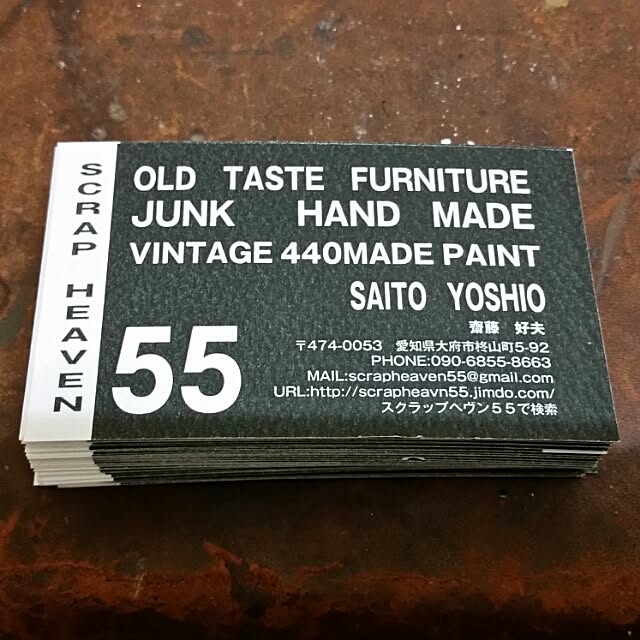 SCRAP HEAVEN
OLD TASTE FURNITURE
JUNK HAND MADE
VINTAGE 440MADE PAINT
SAITO YOSHIO
齋藤 好夫
55
〒474-0053 愛知県大府市柊山町5-92
PHONE:090-6855-8663
MAIL:scrapheaven55@gmail.com
URL:http://scrapheavn55.jimdo.com/
スクラップヘヴン55で検索